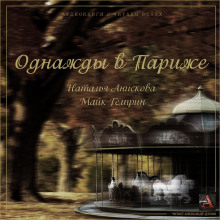 Однажды в Париже
Наталья Анискова
Майк Гелприн